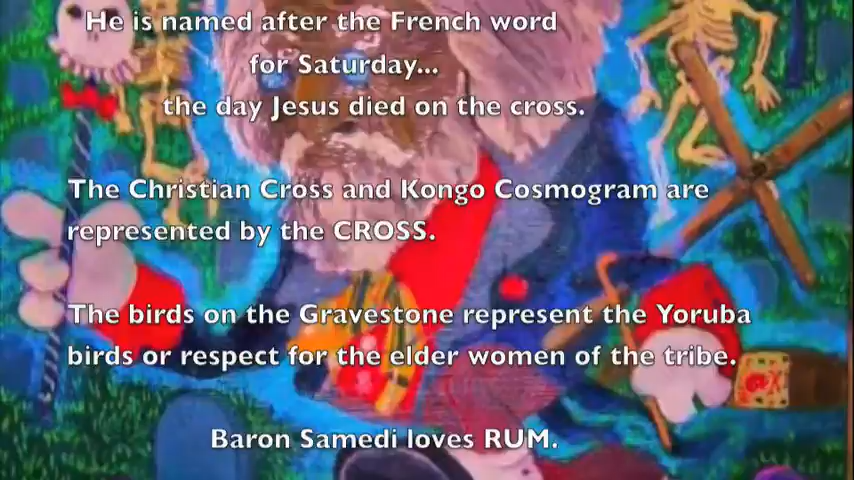 He is named after the French word
for Saturday...
the day Jesus died on the cross.
The Christian Cross and Kongo Cosmogram are
represented by the CROSS.
The birds on the Gravestone represent the Yoruba
birds or respect for the elder women of the tribe.
Baron Samedi loves RUM.